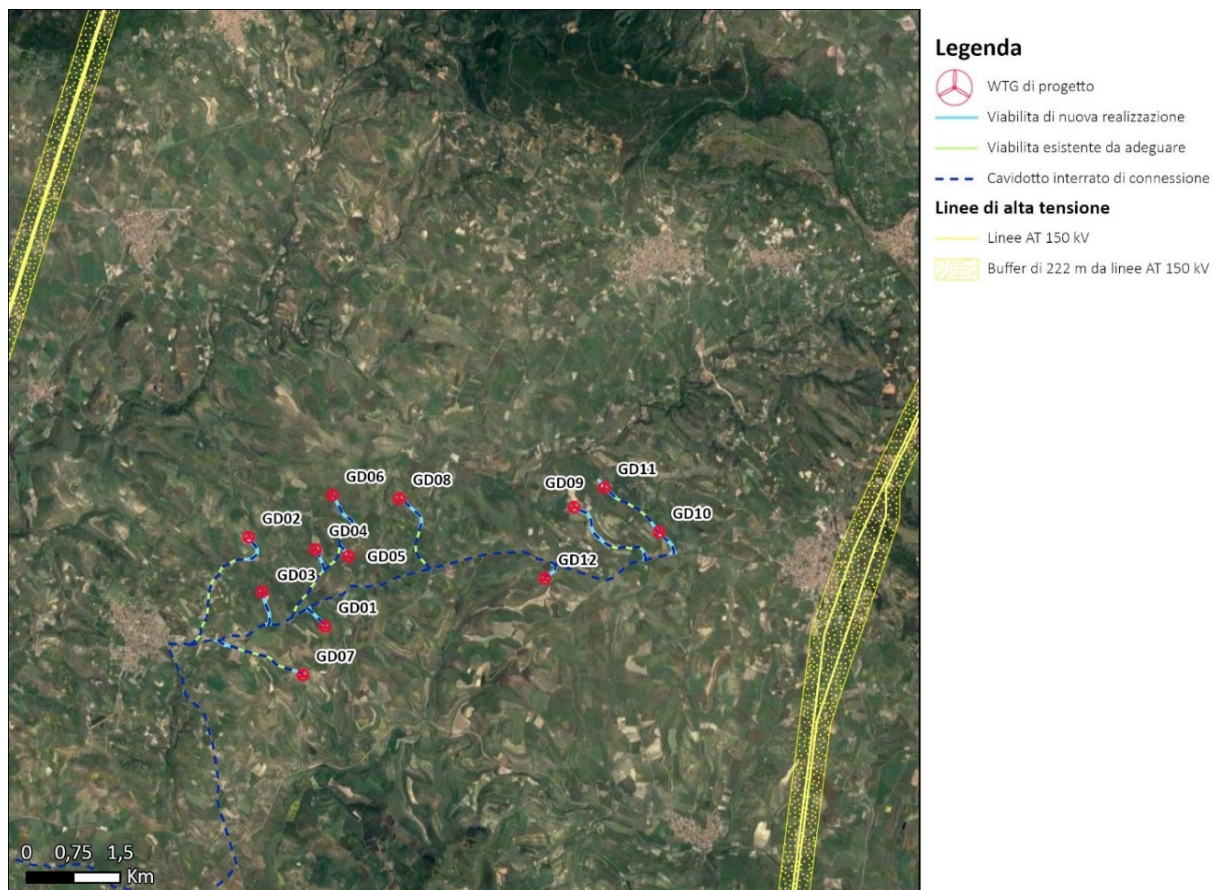 Legenda
WTG di progetto
Viabilita di nuova realizzazione
Viabilita esistente da adeguare
Cavidotto interrato di connessione
Linee di alta tensione
Linee AT 150 kV
Buffer di 222 m da linee AT 150 kV
GD06
GD08
GD11
GD09
GD02
GD04
GD10
GD05
GD12
GD03
GD01
GD07
0 0,75 1,5
Km